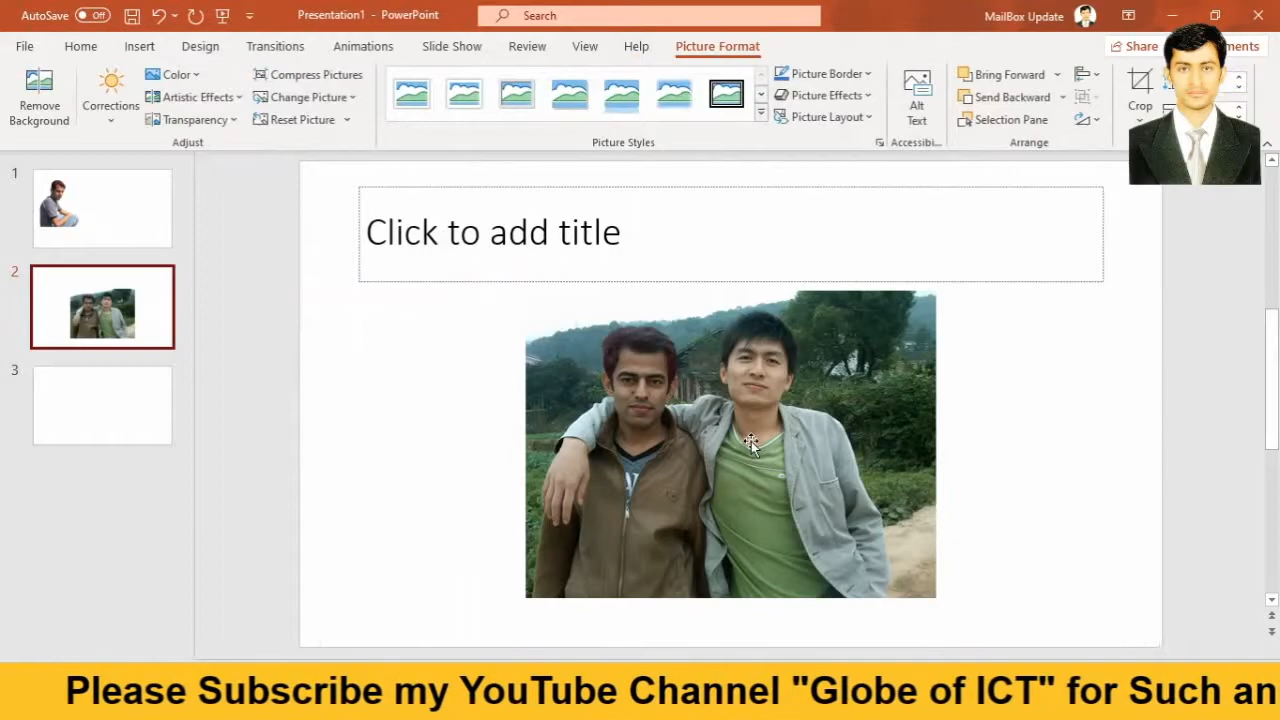 AutoSave Off Presentation1 - PowerPoint Search MailBox Update
File Home Insert Design Transitions Animations Slide Show Review View Help Picture Format Share
Remove Background
Corrections
Color
Artistic Effects
Transparency
Compress Pictures
Change Picture
Reset Picture
Adjust
Picture Border
Picture Effects
Picture Layout
Picture Styles
Alt Text
Accessibi...
Bring Forward
Send Backward
Selection Pane
Arrange
Crop
1
2
3
Click to add title
Please Subscribe my YouTube Channel "Globe of ICT" for Such an